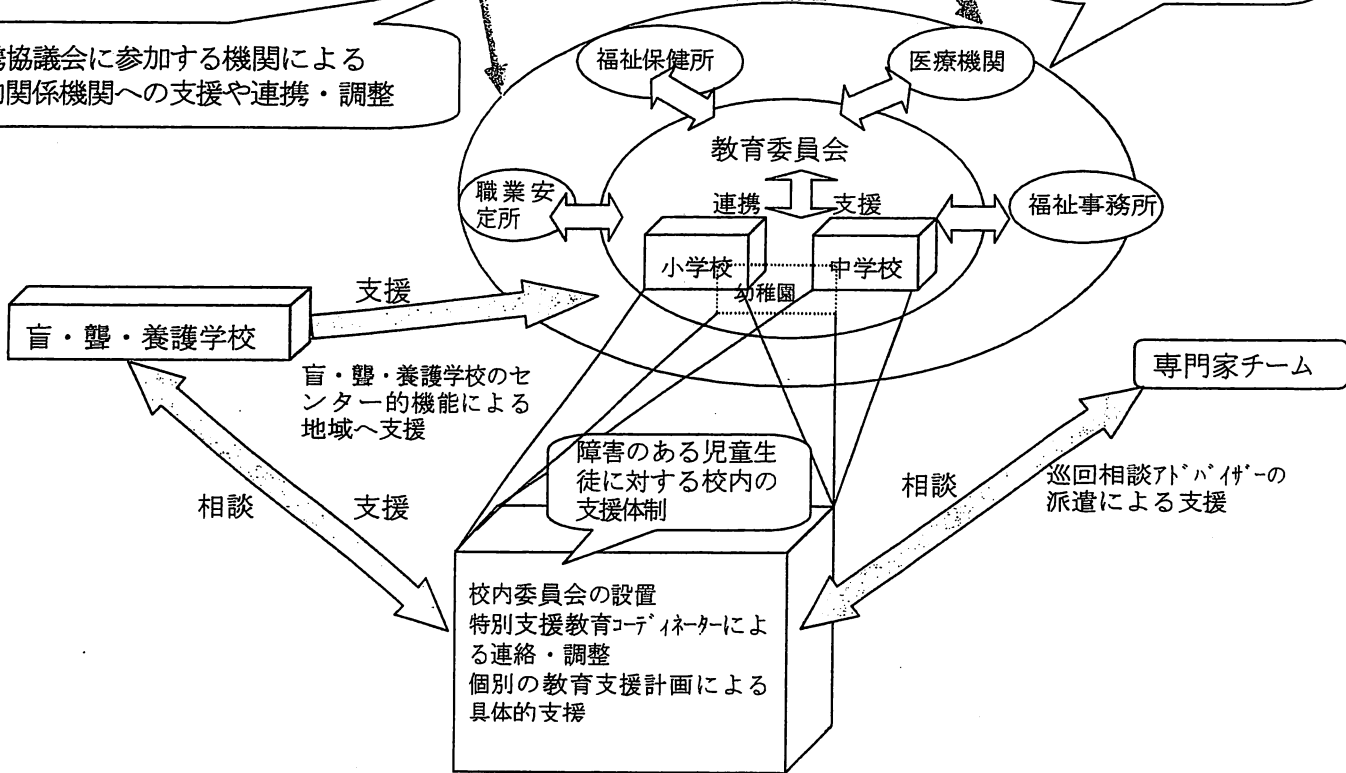 協議会に参加する機関による
関係機関への支援や連携・調整
福祉保健所
医療機関
教育委員会
職業安
定所
連携
支援
福祉事務所
小学校
中学校
幼稚園
支援
盲・聾・養護学校
盲・聾・養護学校のセ
ンター的機能による
地域へ支援
専門家チーム
障害のある児童生
徒に対する校内の
支援体制
相談
支援
相談
巡回相談アドバイザーの
派遣による支援
校内委員会の設置
特別支援教育コーディネーターによ
る連絡・調整
個別の教育支援計画による
具体的支援